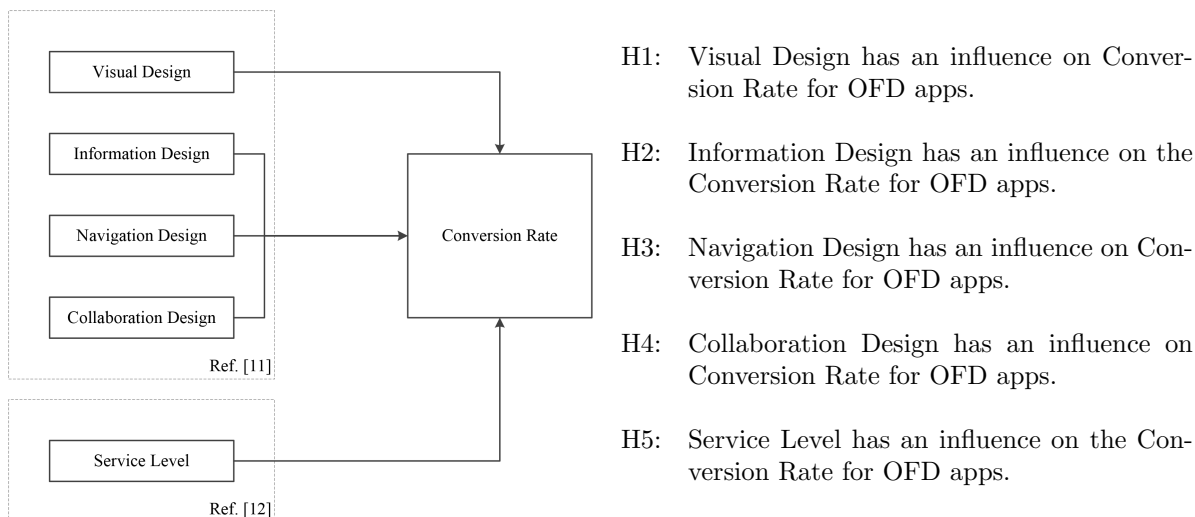 Visual Design
Information Design
Navigation Design
Collaboration Design
Ref. [11]
Service Level
Ref. [12]
Conversion Rate
H1: Visual Design has an influence on Conver-
sion Rate for OFD apps.
H2: Information Design has an influence on the
Conversion Rate for OFD apps.
H3: Navigation Design has an influence on Con-
version Rate for OFD apps.
H4: Collaboration Design has an influence on
Conversion Rate for OFD apps.
H5: Service Level has an influence on the Con-
version Rate for OFD apps.